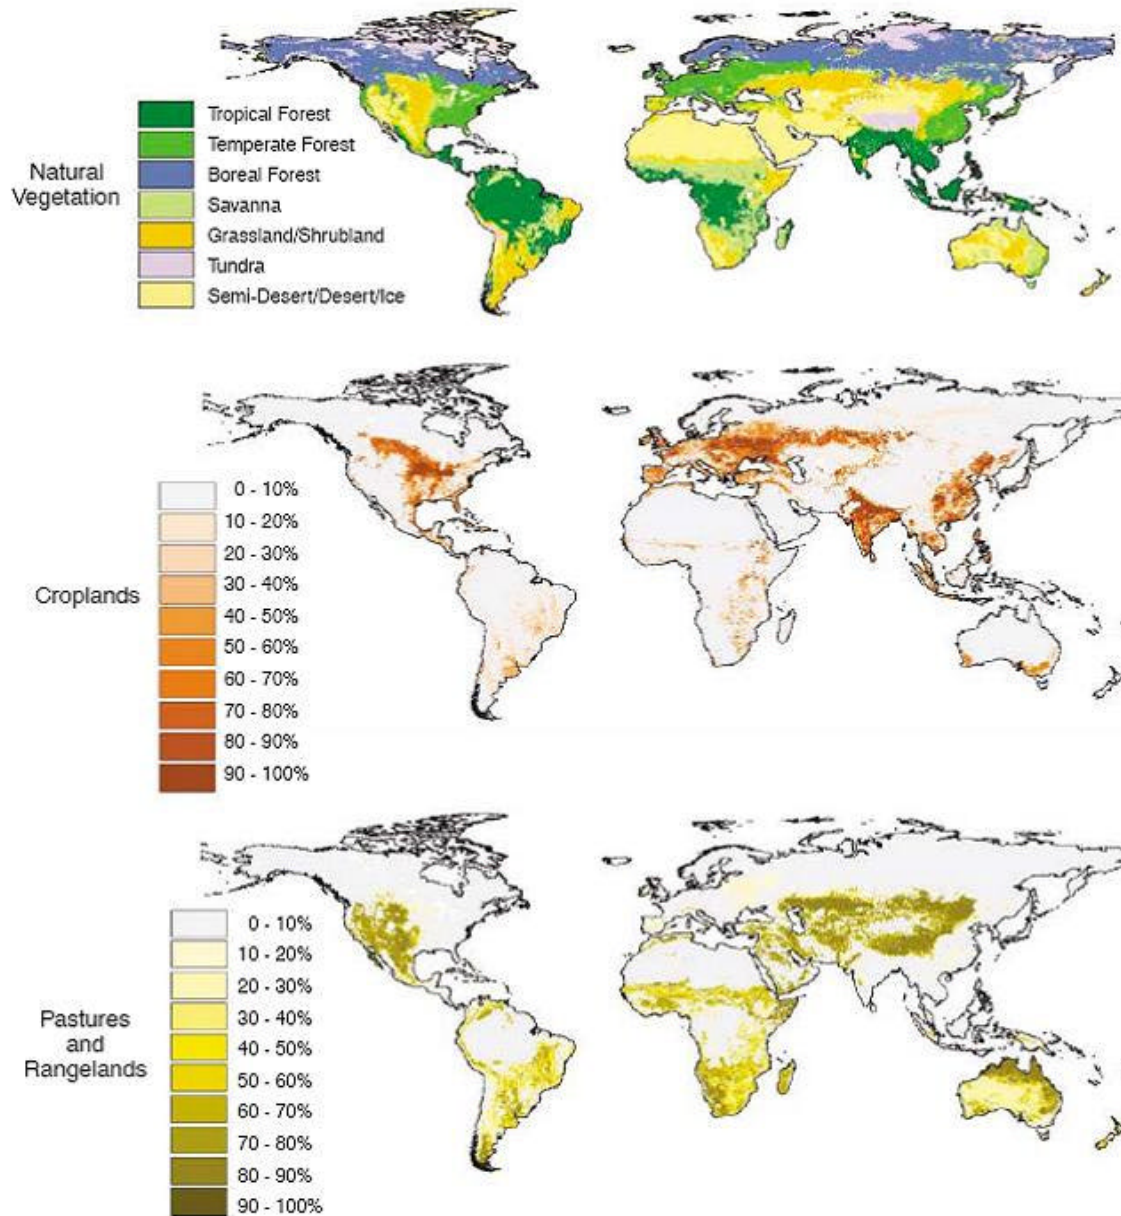 Natural
Vegetation
Tropical Forest
Temperate Forest
Boreal Forest
Savanna
Grassland/Shrubland
Tundra
Semi-Desert/Desert/Ice
Croplands
0 - 10%
10 - 20%
20 - 30%
30 - 40%
40 - 50%
50 - 60%
60 - 70%
70 - 80%
80 - 90%
90 - 100%
Pastures
and
Rangelands
0 - 10%
10 - 20%
20 - 30%
30 - 40%
40 - 50%
50 - 60%
60 - 70%
70 - 80%
80 - 90%
90 - 100%